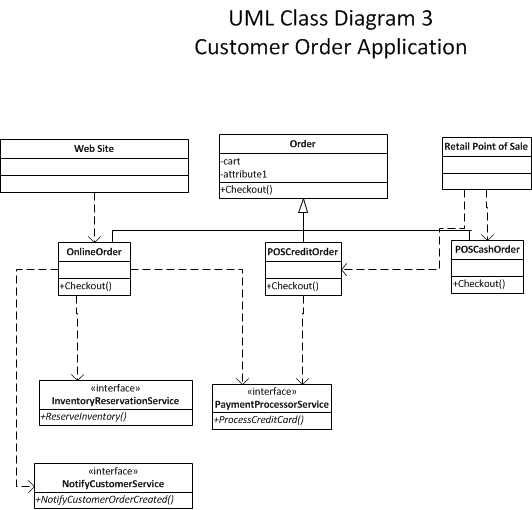 UML Class Diagram 3
Customer Order Application
Web Site
Order
-cart
-attribute1
+Checkout()
Retail Point of Sale
OnlineOrder
+Checkout()
POSCreditOrder
+Checkout()
POSCashOrder
+Checkout()
«interface»
InventoryReservationService
+ReserveInventory()
«interface»
PaymentProcessorService
+ProcessCreditCard()
«interface»
NotifyCustomerService
+NotifyCustomerOrderCreated()